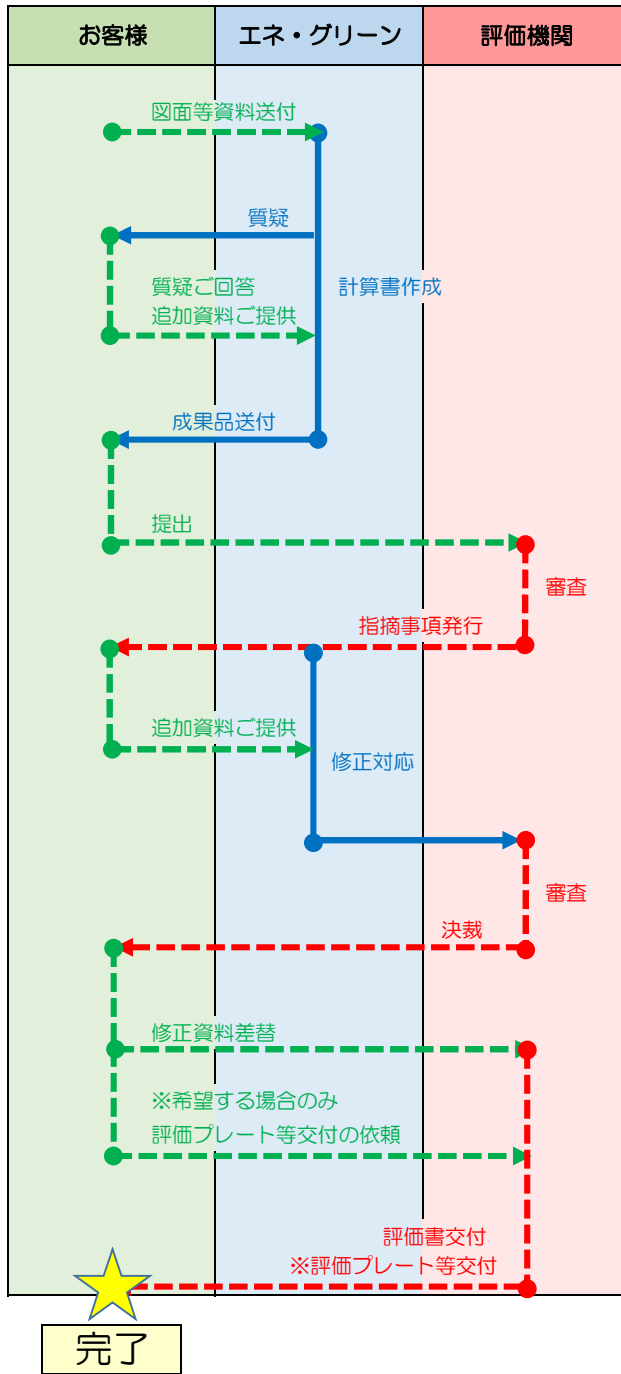 お客様
エネ・グリーン
評価機関
図面等資料送付
質疑
質疑ご回答
追加資料ご提供
計算書作成
成果品送付
提出
審査
指摘事項発行
追加資料ご提供
修正対応
審査
決裁
修正資料差替
※希望する場合のみ
評価プレート等交付の依頼
評価書交付
※評価プレート等交付
完了